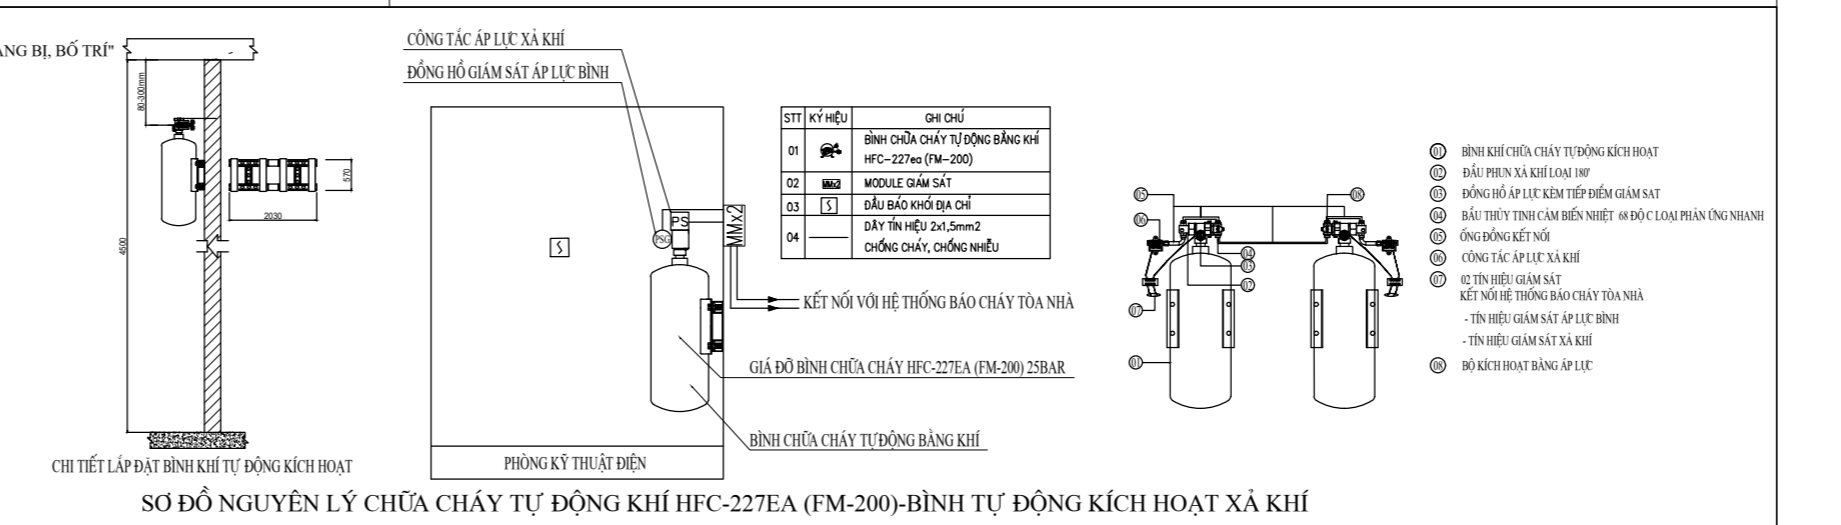 BỊ, BỐ TRÍ"
80-300mm
4500
570
2030
CHI TIẾT LẮP ĐẶT BÌNH KHÍ TỰ ĐỘNG KÍCH HOẠT
CÔNG TẮC ÁP LỰC XẢ KHÍ
ĐỒNG HỒ GIÁM SÁT ÁP LỰC BÌNH
S
PS
PSG
MMx2
KẾT NỐI VỚI HỆ THỐNG BÁO CHÁY TÒA NHÀ
GIÁ ĐỠ BÌNH CHỮA CHÁY HFC-227EA (FM-200) 25BAR
BÌNH CHỮA CHÁY TỰ ĐỘNG BẰNG KHÍ
PHÒNG KỸ THUẬT ĐIỆN
STT KÝ HIỆU GHI CHÚ
01 BÌNH CHỮA CHÁY TỰ ĐỘNG BẰNG KHÍ
HFC-227ea (FM-200)
02 MMx2 MODULE GIÁM SÁT
03 S ĐẦU BÁO KHÓI ĐỊA CHỈ
04 DÂY TÍN HIỆU 2x1,5mm2
CHỐNG CHÁY, CHỐNG NHIỄU
05
06
07
01
04
03
02
08
01 BÌNH KHÍ CHỮA CHÁY TỰ ĐỘNG KÍCH HOẠT
02 ĐẦU PHUN XẢ KHÍ LOẠI 180°
03 ĐỒNG HỒ ÁP LỰC KÈM TIẾP ĐIỂM GIÁM SAT
04 BẦU THỦY TINH CẢM BIẾN NHIỆT 68 ĐỘ C LOẠI PHẢN ỨNG NHANH
05 ỐNG ĐỒNG KẾT NỐI
06 CÔNG TẮC ÁP LỰC XẢ KHÍ
07 02 TÍN HIỆU GIÁM SÁT
KẾT NỐI HỆ THỐNG BÁO CHÁY TÒA NHÀ
- TÍN HIỆU GIÁM SÁT ÁP LỰC BÌNH
- TÍN HIỆU GIÁM SÁT XẢ KHÍ
08 BỘ KÍCH HOẠT BẰNG ÁP LỰC
SƠ ĐỒ NGUYÊN LÝ CHỮA CHÁY TỰ ĐỘNG KHÍ HFC-227EA (FM-200)-BÌNH TỰ ĐỘNG KÍCH HOẠT XẢ KHÍ